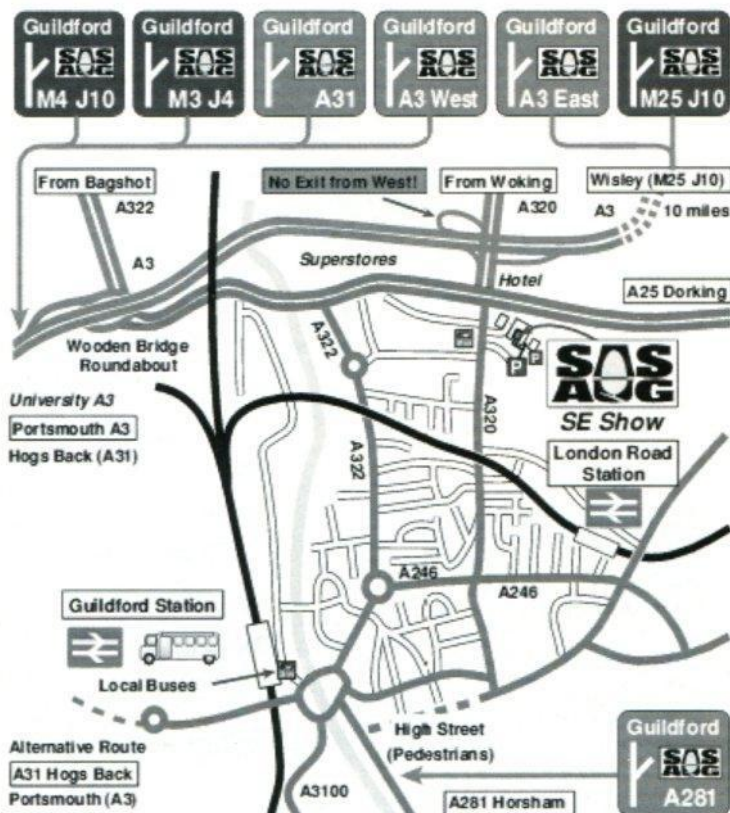 Guildford
SAS
AUG
M4 J10
Guildford
SAS
AUG
M3 J4
Guildford
SAS
AUG
A31
Guildford
SAS
AUG
A3 West
Guildford
SAS
AUG
A3 East
Guildford
SAS
AUG
M25 J10
From Bagshot
No Exit from West!
From Woking
Wisley (M25 J10)
A322
A320
A3
10 miles
A3
Superstores
Hotel
A25 Dorking
Wooden Bridge
Roundabout
A322
P
P
SAS
AUG
SE Show
University A3
Portsmouth A3
Hogs Back (A31)
A322
A320
London Road
Station
A246
A246
Guildford Station
Local Buses
High Street
(Pedestrians)
Alternative Route
A31 Hogs Back
Portsmouth (A3)
A3100
A281 Horsham
Guildford
SAS
AUG
A281